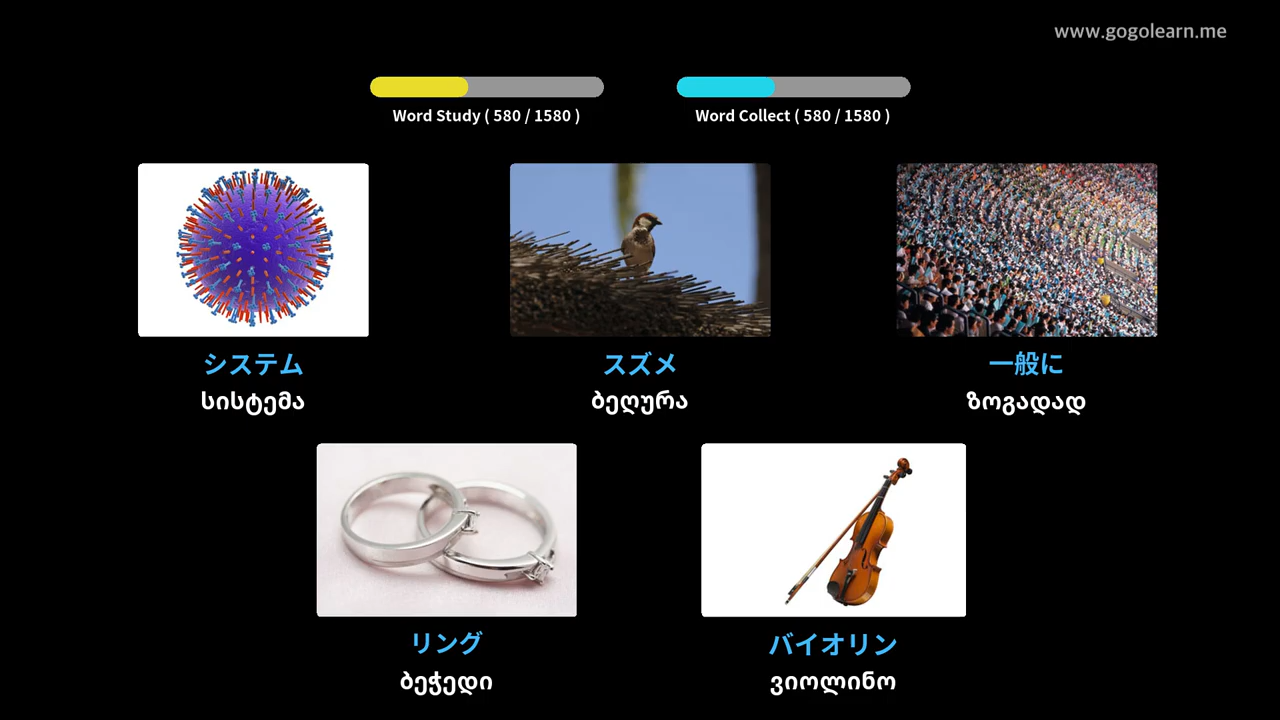 www.gogolearn.me
Word Study ( 580 / 1580 )
Word Collect ( 580 / 1580 )
システム
სისტემა
スズメ
ბეღურა
一般に
ზოგადად
リング
ბეჭედი
バイオリン
ვიოლინო